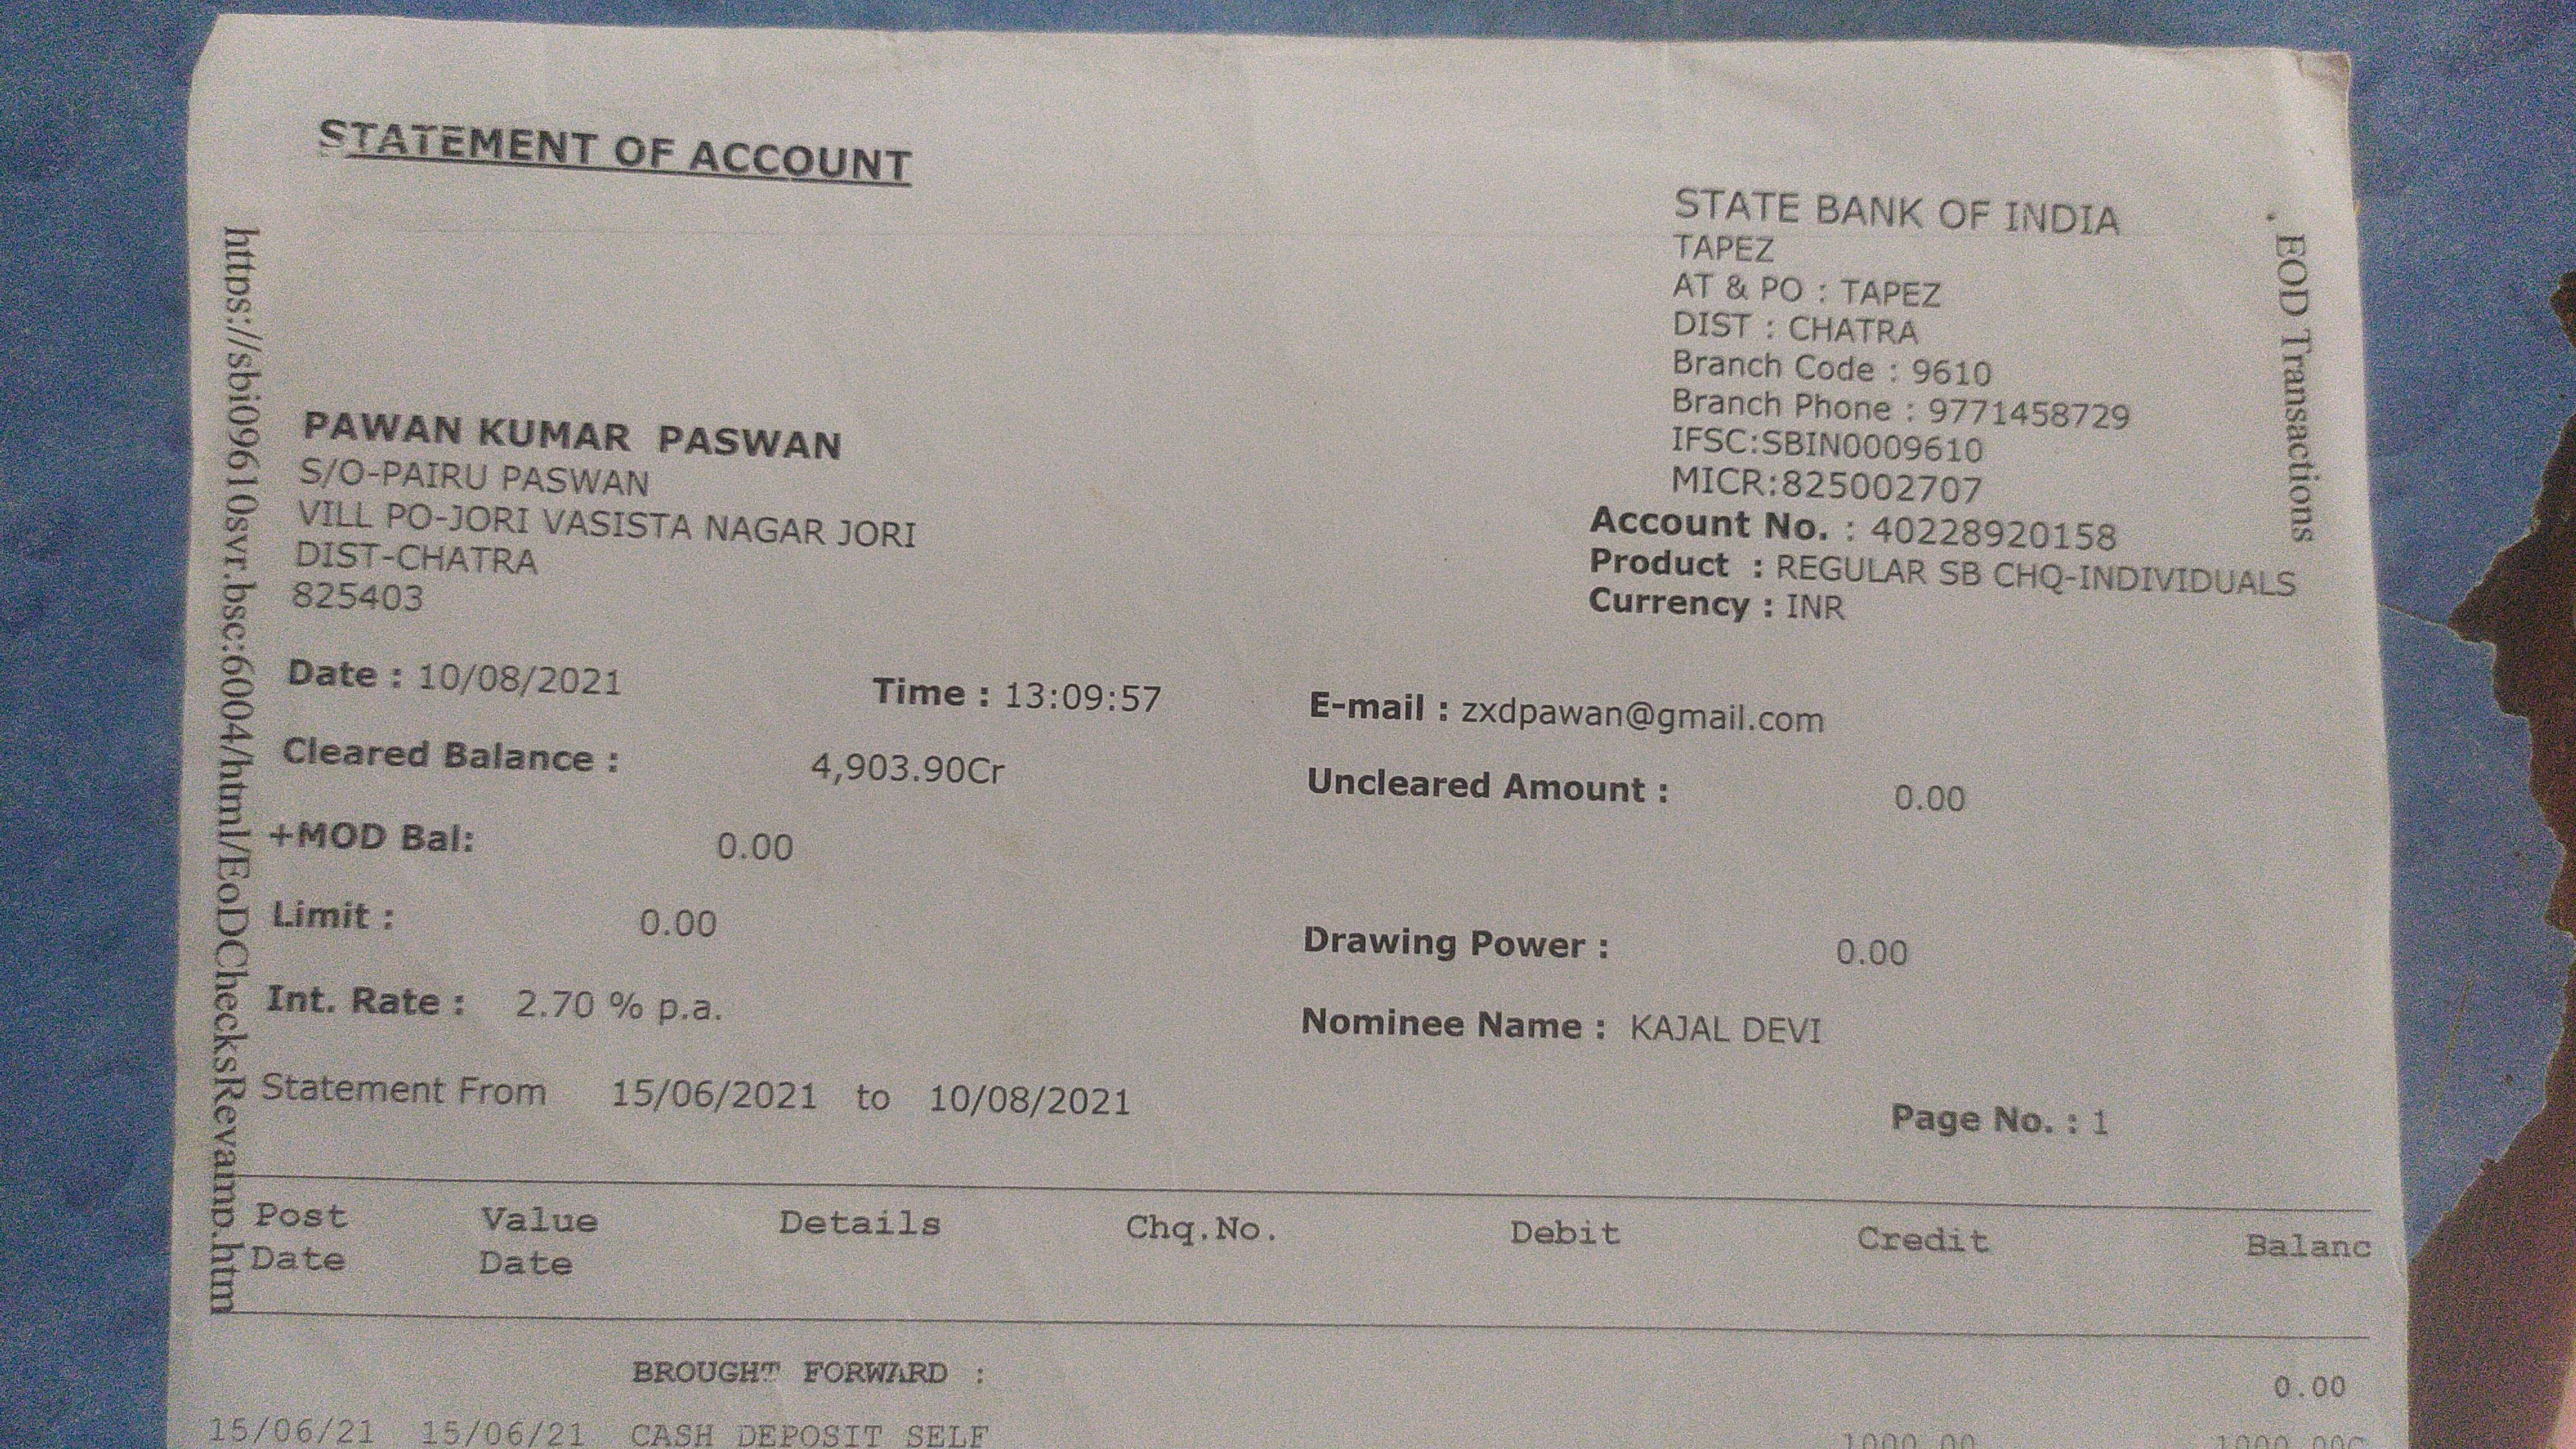 STATEMENT OF ACCOUNT
STATE BANK OF INDIA
TAPEZ
AT & PO : TAPEZ
DIST : CHATRA
Branch Code : 9610
Branch Phone : 9771458729
IFSC:SBIN0009610
MICR:825002707
Account No. : 40228920158
Product : REGULAR SB CHQ-INDIVIDUALS
Currency : INR
PAWAN KUMAR PASWAN
S/O-PAIRU PASWAN
VILL PO-JORI VASISTA NAGAR JORI
DIST-CHATRA
825403
Date : 10/08/2021 Time : 13:09:57 E-mail : zxdpawan@gmail.com
Cleared Balance : 4,903.90Cr Uncleared Amount : 0.00
+MOD Bal: 0.00
Limit : 0.00 Drawing Power : 0.00
Int. Rate : 2.70 % p.a. Nominee Name : KAJAL DEVI
Statement From 15/06/2021 to 10/08/2021 Page No. : 1
Post Value Details Chq.No. Debit Credit Balanc
Date Date
BROUGHT FORWARD : 0.00
15/06/21 15/06/21 CASH DEPOSIT SELF 1000.00 1000.00C
https://sbi09610svr.bsc:6004/html/EoDChecksRevamp.htm
. EOD Transactions